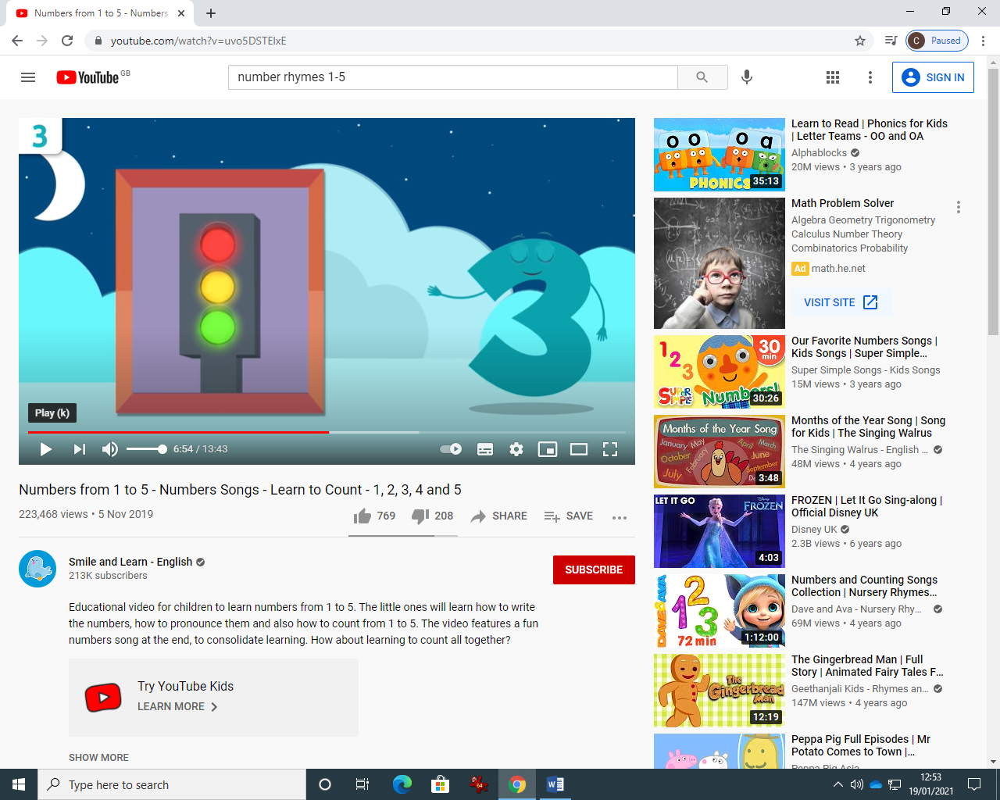 Numbers from 1 to 5 - Numbers
youtube.com/watch?v=uvo5DSTEIxE
C Paused
YouTube GB
number rhymes 1-5
SIGN IN
3
Play (k)
6:54 / 13:43
Numbers from 1 to 5 - Numbers Songs - Learn to Count - 1, 2, 3, 4 and 5
223,468 views • 5 Nov 2019
769
208
SHARE
SAVE
Smile and Learn - English
213K subscribers
SUBSCRIBE
Educational video for children to learn numbers from 1 to 5. The little ones will learn how to write
the numbers, how to pronounce them and also how to count from 1 to 5. The video features a fun
numbers song at the end, to consolidate learning. How about learning to count all together?
Try YouTube Kids
LEARN MORE
SHOW MORE
oo oo oo oa
PHONICS
35:13
Learn to Read | Phonics for Kids
| Letter Teams - OO and OA
Alphablocks
20M views • 3 years ago
Math Problem Solver
Algebra Geometry Trigonometry
Calculus Number Theory
Combinatorics Probability
Ad math.he.net
VISIT SITE
1 2 3
30 min
SUPER SIMPLE
Numbers!
30:26
Our Favorite Numbers Songs |
Kids Songs | Super Simple...
Super Simple Songs - Kids Songs
15M views • 3 years ago
Months of the Year Song
January May April March
October February June
July September
3:48
Months of the Year Song | Song
for Kids | The Singing Walrus
The Singing Walrus - English ...
48M views • 4 years ago
LET IT GO
Disney FROZEN
4:03
FROZEN | Let It Go Sing-along |
Official Disney UK
Disney UK
2.3B views • 6 years ago
DAVE AVA
1 2 3
72 min
1:12:00
Numbers and Counting Songs
Collection | Nursery Rhymes...
Dave and Ava - Nursery Rhy...
69M views • 4 years ago
The Gingerbread Man
12:19
The Gingerbread Man | Full
Story | Animated Fairy Tales F...
Geethanjali Kids - Rhymes an...
147M views • 4 years ago
Peppa Pig Full Episodes | Mr
Potato Comes to Town |...
Peppa Pig Asia
Type here to search
64
12:53
19/01/2021